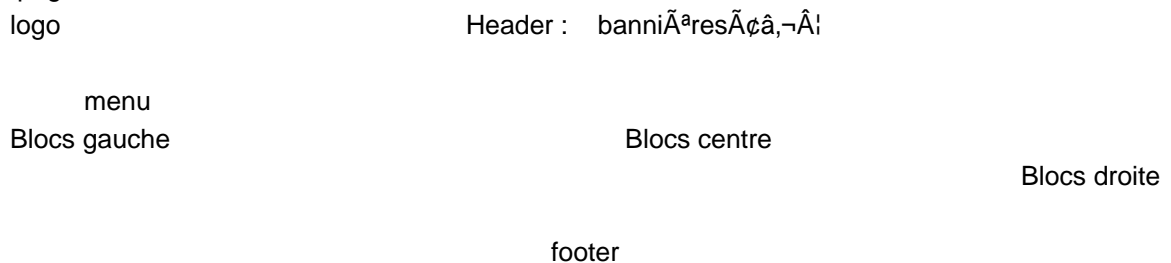 logo Header : banniÃªresÃ¢â‚¬Â¦
menu
Blocs gauche Blocs centre
Blocs droite
footer